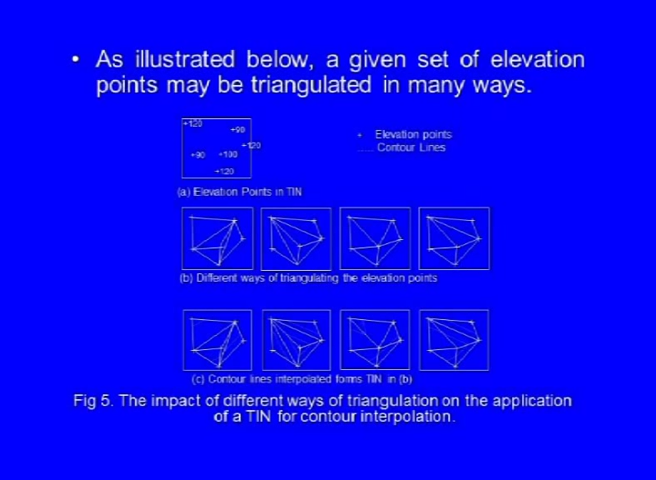 • As illustrated below, a given set of elevation
points may be triangulated in many ways.
+120
+90
+120
+90 +100
+120
+ Elevation points
..... Contour Lines
(a) Elevation Points in TIN
(b) Different ways of triangulating the elevation points
(c) Contour lines interpolated forms TIN in (b)
Fig 5. The impact of different ways of triangulation on the application
of a TIN for contour interpolation.